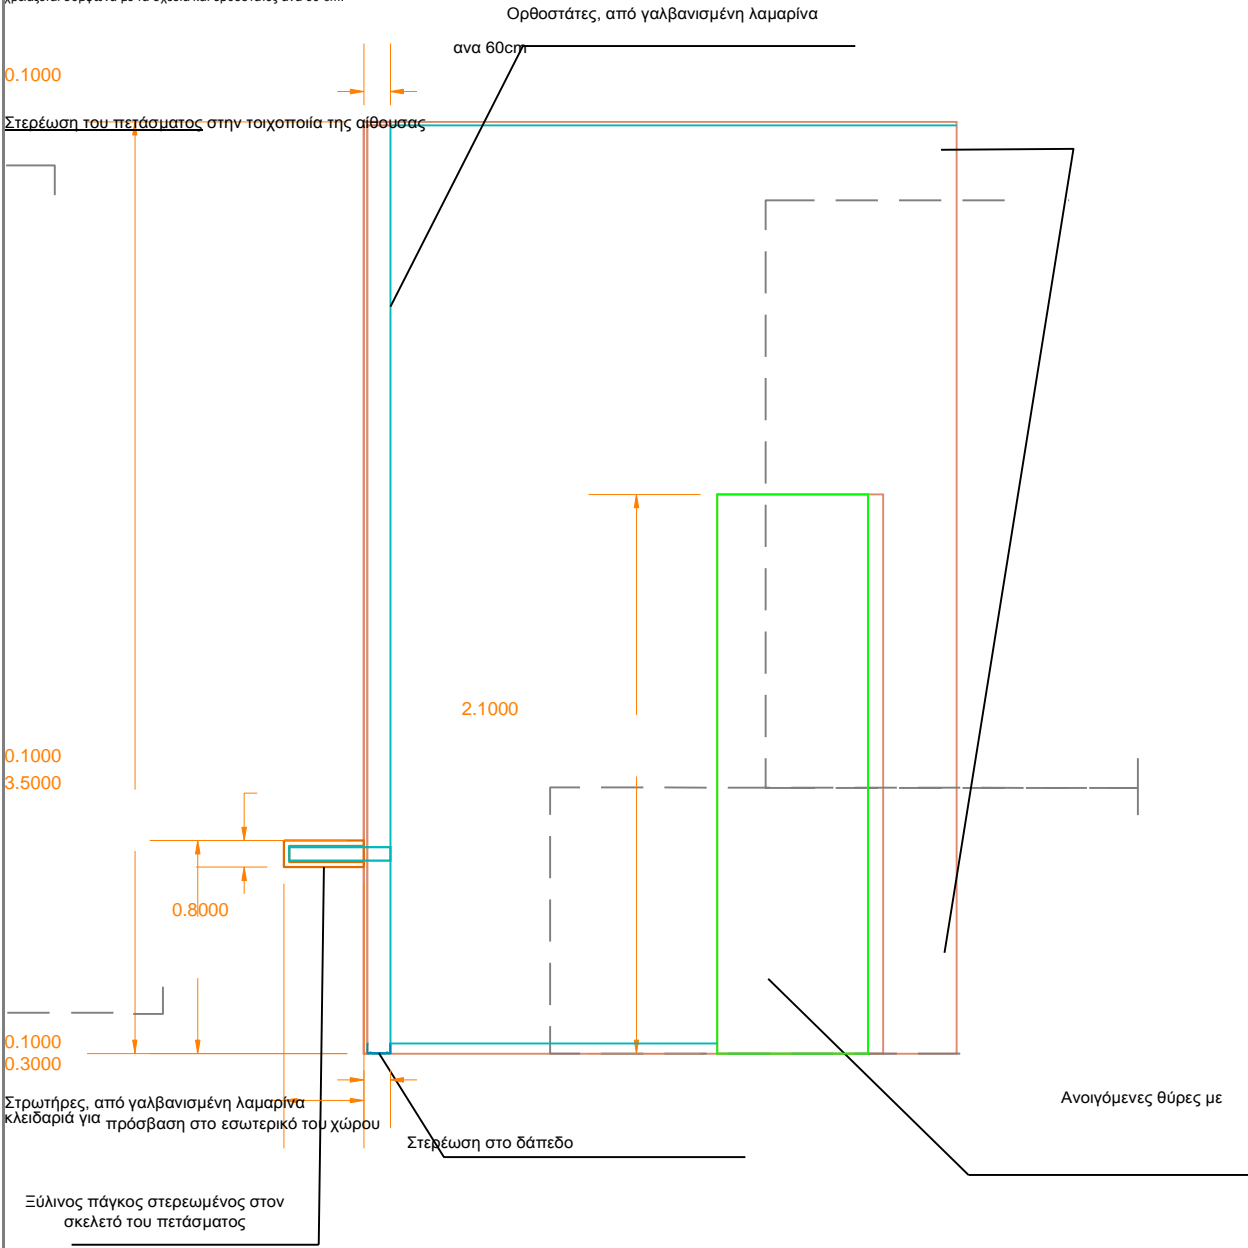 Ορθοστάτες, από γαλβανισμένη λαμαρίνα
ανα 60cm
0.1000
Στερέωση του πετάσματος στην τοιχοποιία της αίθουσας
2.1000
0.1000
3.5000
0.8000
0.1000
0.3000
Στρωτήρες, από γαλβανισμένη λαμαρίνα
κλειδαριά για πρόσβαση στο εσωτερικό του χώρου
Ανοιγόμενες θύρες με
Στερέωση στο δάπεδο
Ξύλινος πάγκος στερεωμένος στον
σκελετό του πετάσματος